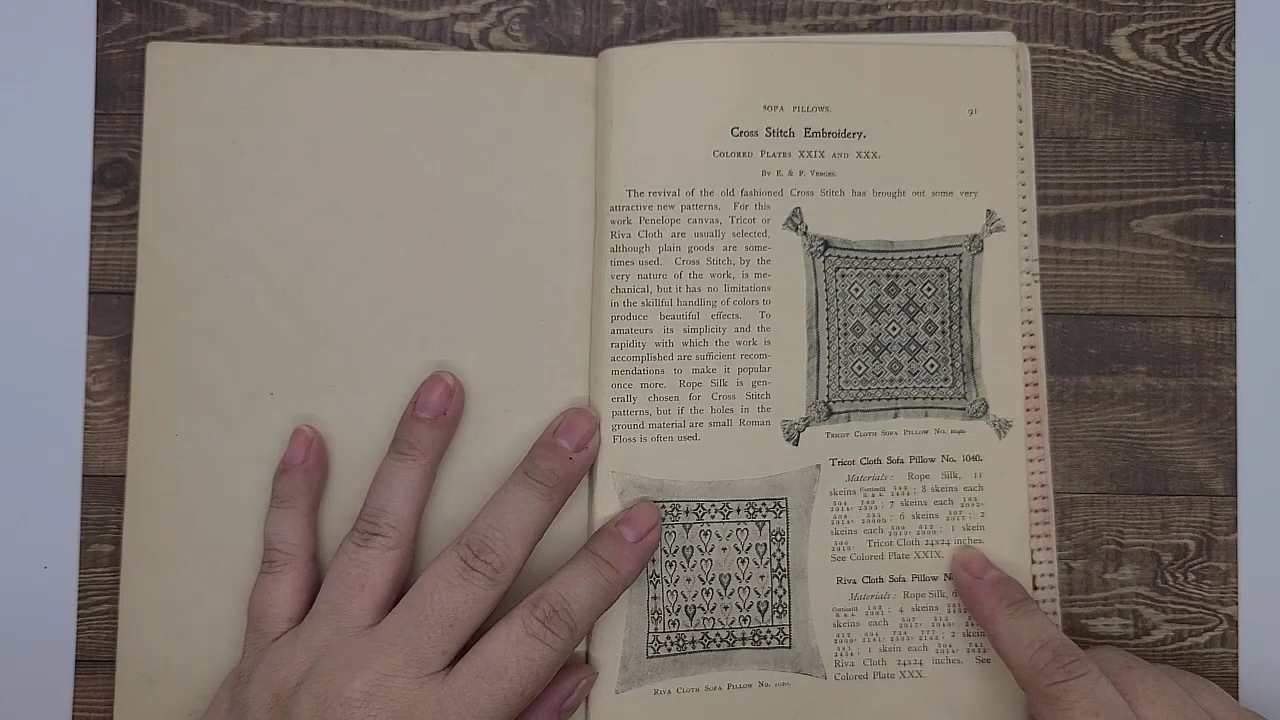 SOFA PILLOWS.
91
Cross Stitch Embroidery.
COLORED PLATES XXIX AND XXX.
BY E. & P. VERGES.
The revival of the old fashioned Cross Stitch has brought out some very
attractive new patterns. For this
work Penelope canvas, Tricot or
Riva Cloth are usually selected,
although plain goods are some-
times used. Cross Stitch, by the
very nature of the work, is me-
chanical, but it has no limitations
in the skillful handling of colors to
produce beautiful effects. To
amateurs its simplicity and the
rapidity with which the work is
accomplished are sufficient recom-
mendations to make it popular
once more. Rope Silk is gen-
erally chosen for Cross Stitch
patterns, but if the holes in the
ground material are small Roman
Floss is often used.
TRICOT CLOTH SOFA PILLOW NO. 1040.
Tricot Cloth Sofa Pillow No. 1040.
Materials: Rope Silk, 11
skeins ; 8 skeins each
; 7 skeins each
; 6 skeins ; 2
skeins each ; 1 skein
Tricot Cloth 24x24 inches.
See Colored Plate XXIX.
RIVA CLOTH SOFA PILLOW NO.
Riva Cloth Sofa Pillow
Materials: Rope Silk,
: 4 skeins
skeins each
: 2 skein
; 1 skein each
Riva Cloth 24x24 inches. See
Colored Plate XXX.